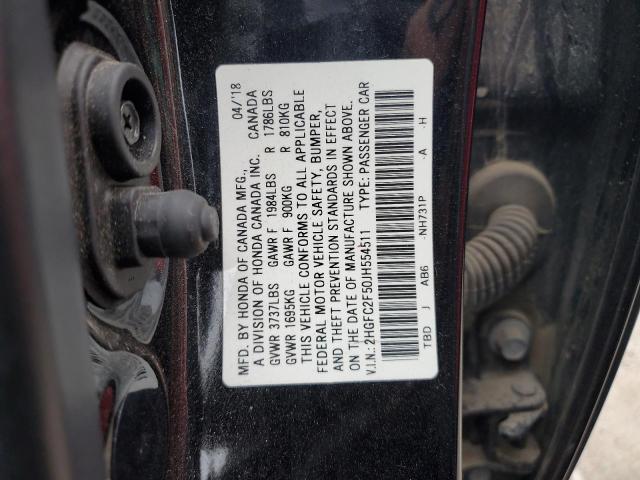 MFD. BY HONDA OF CANADA MFG., 04/'18
A DIVISION OF HONDA CANADA INC. CANADA
GVWR 3737LBS GAWR F 1984LBS R 1786LBS
GVWR 1695KG GAWR F 900KG R 810KG
THIS VEHICLE CONFORMS TO ALL APPLICABLE
FEDERAL MOTOR VEHICLE SAFETY, BUMPER,
AND THEFT PREVENTION STANDARDS IN EFFECT
ON THE DATE OF MANUFACTURE SHOWN ABOVE.
V.I.N.: 2HGFC2F50JH554511 TYPE: PASSENGER CAR
TBD J AB6 NH731P A H